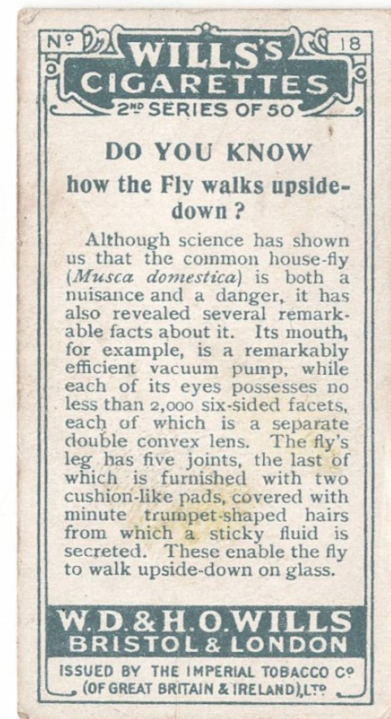 Nº 18
WILLS'S
CIGARETTES
2ND SERIES OF 50
DO YOU KNOW
how the Fly walks upside-
down?
Although science has shown
us that the common house-fly
(Musca domestica) is both a
nuisance and a danger, it has
also revealed several remark-
able facts about it. Its mouth,
for example, is a remarkably
efficient vacuum pump, while
each of its eyes possesses no
less than 2,000 six-sided facets,
each of which is a separate
double convex lens. The fly's
leg has five joints, the last of
which is furnished with two
cushion-like pads, covered with
minute trumpet-shaped hairs
from which a sticky fluid is
secreted. These enable the fly
to walk upside-down on glass.
W.D. & H.O. WILLS
BRISTOL & LONDON
ISSUED BY THE IMPERIAL TOBACCO Cº
(OF GREAT BRITAIN & IRELAND), LTD